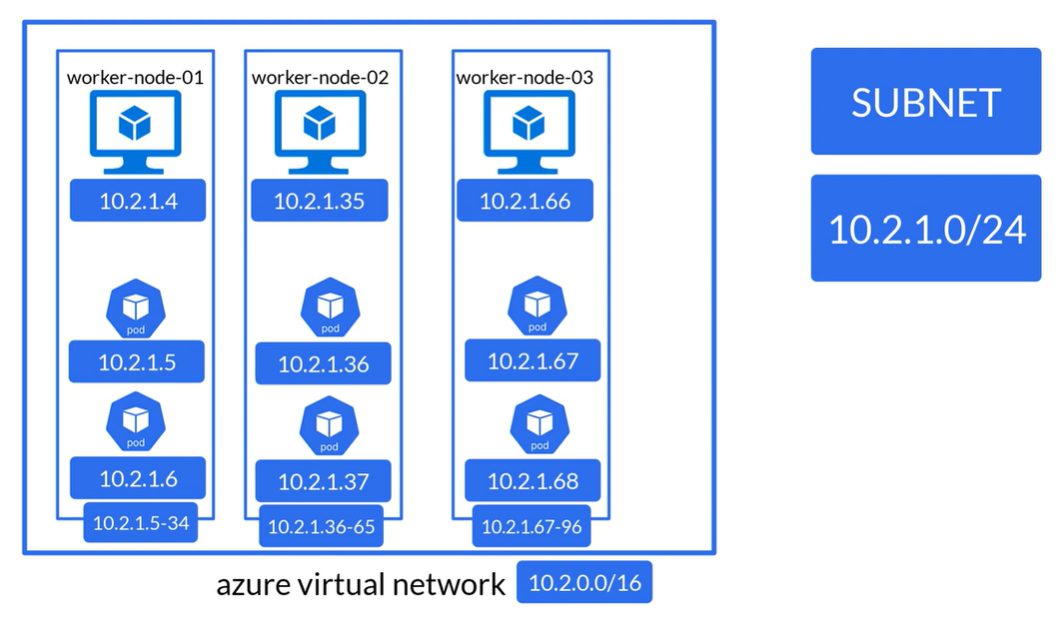 worker-node-01
10.2.1.4
pod
10.2.1.5
pod
10.2.1.6
10.2.1.5-34
worker-node-02
10.2.1.35
pod
10.2.1.36
pod
10.2.1.37
10.2.1.36-65
worker-node-03
10.2.1.66
pod
10.2.1.67
pod
10.2.1.68
10.2.1.67-96
azure virtual network 10.2.0.0/16
SUBNET
10.2.1.0/24